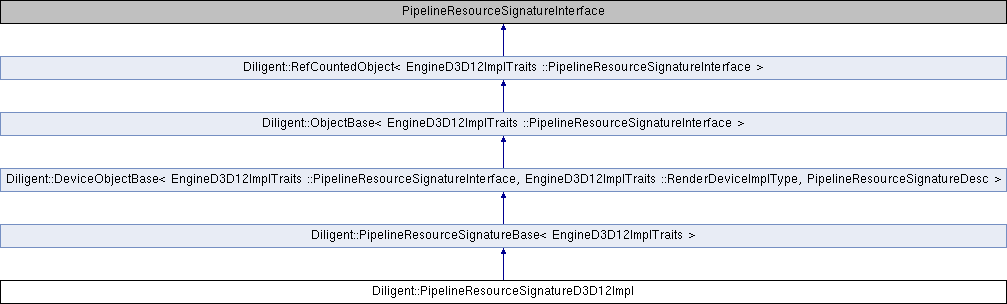 PipelineResourceSignatureInterface
Diligent::RefCountedObject< EngineD3D12ImplTraits ::PipelineResourceSignatureInterface >
Diligent::ObjectBase< EngineD3D12ImplTraits ::PipelineResourceSignatureInterface >
Diligent::DeviceObjectBase< EngineD3D12ImplTraits ::PipelineResourceSignatureInterface, EngineD3D12ImplTraits ::RenderDeviceImplType, PipelineResourceSignatureDesc >
Diligent::PipelineResourceSignatureBase< EngineD3D12ImplTraits >
Diligent::PipelineResourceSignatureD3D12Impl